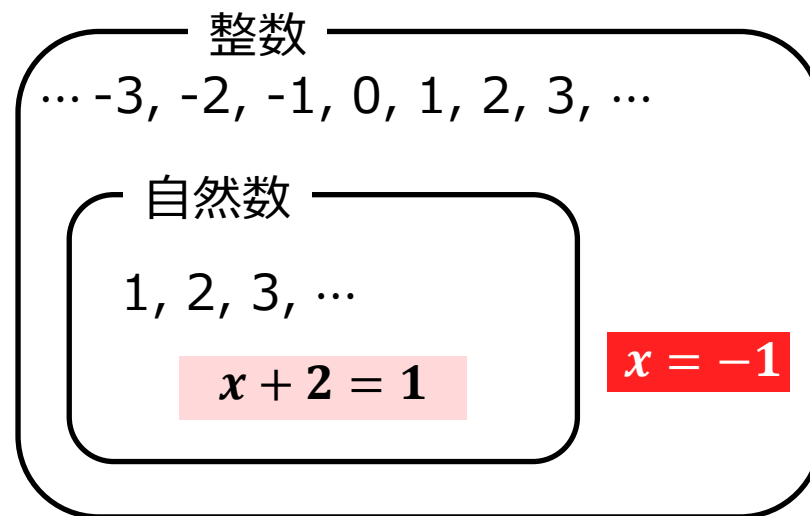 整数
… -3, -2, -1, 0, 1, 2, 3, …
自然数
1, 2, 3, …
x + 2 = 1
x = −1